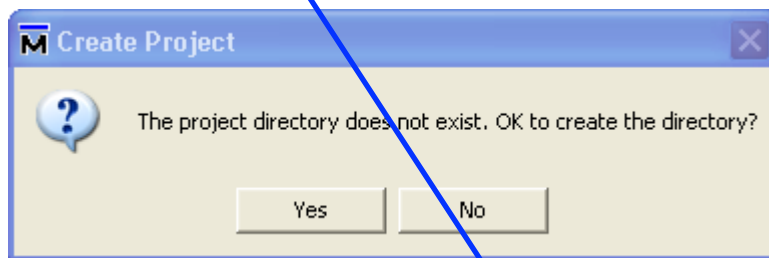 M Create Project
The project directory does not exist. OK to create the directory?
Yes
No